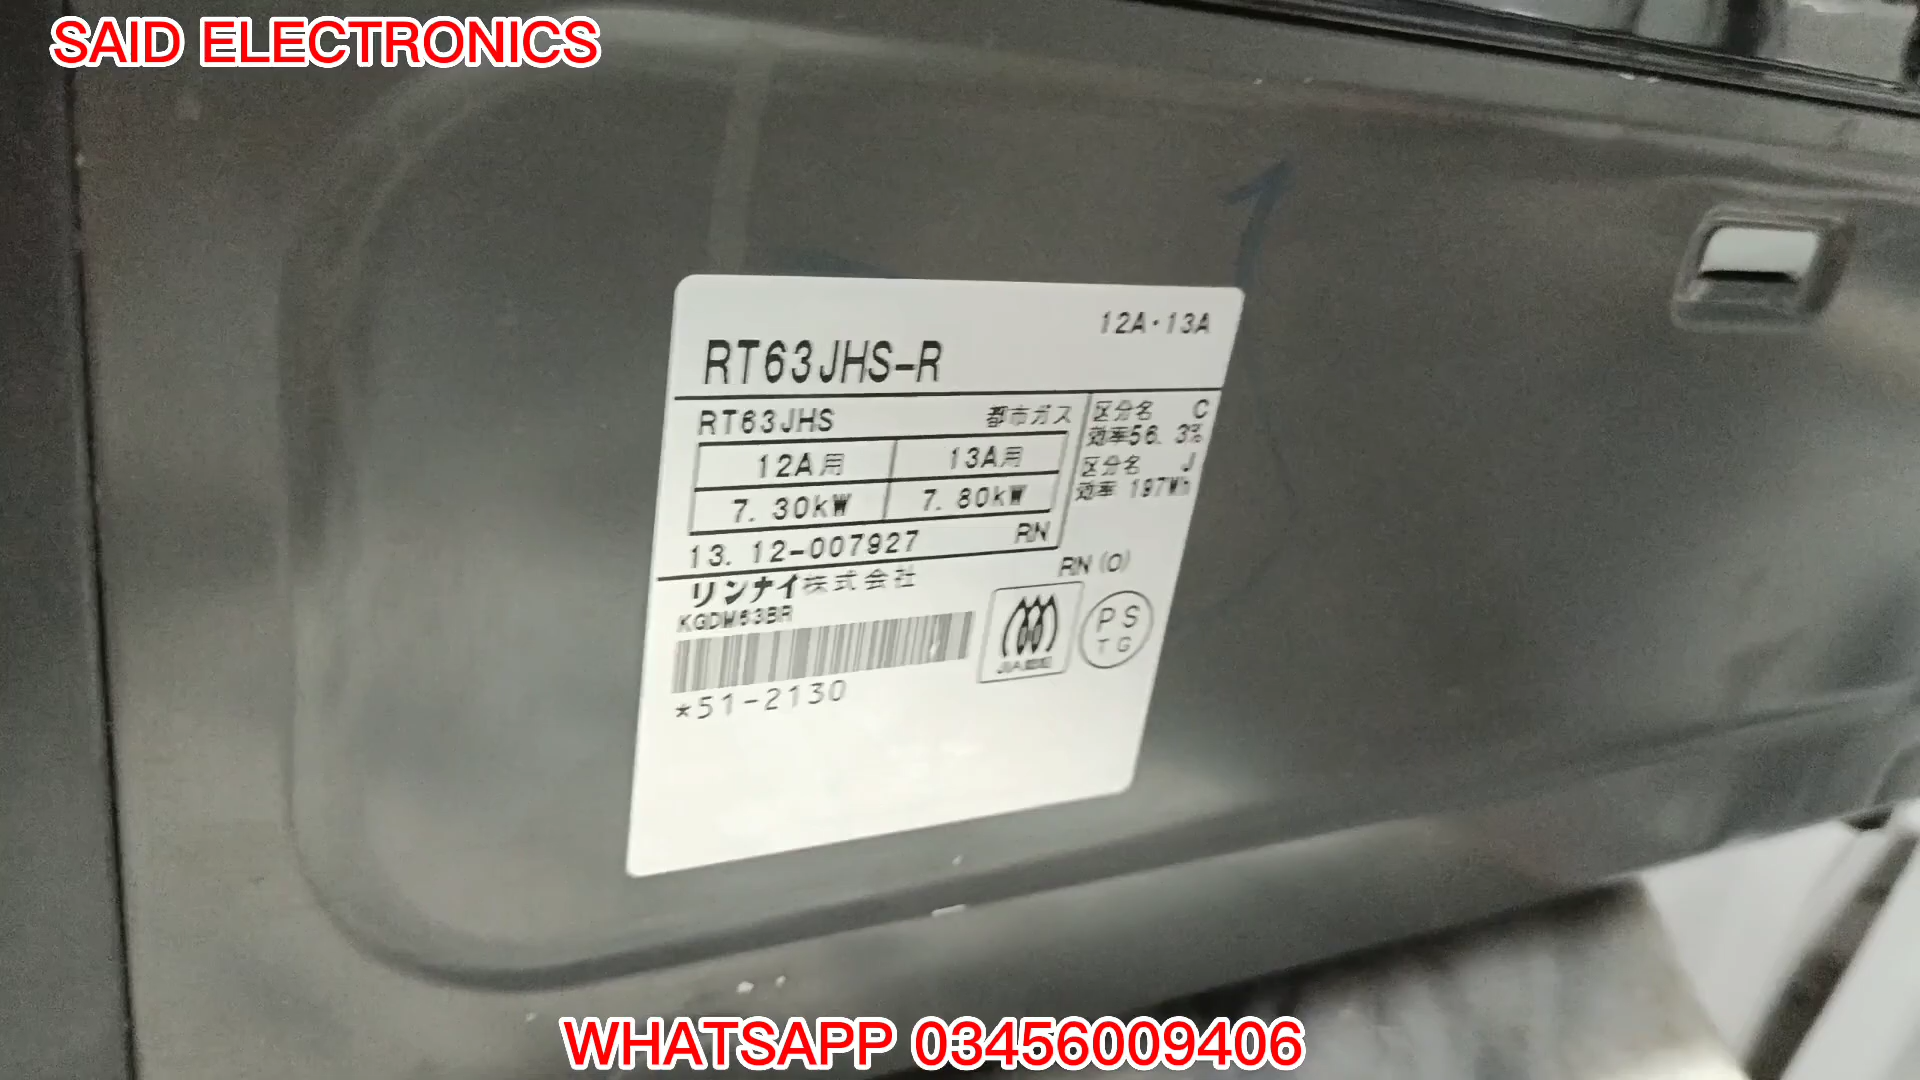 SAID ELECTRONICS
12A・13A
RT63JHS-R
RT63JHS 都市ガス
12A用 13A用
7.30kW 7.80kW
13.12-007927 RN
区分名 C
効率56.3%
区分名 J
効率 197Wh
リンナイ株式会社
RN(O)
KGDM63BR
*51-2130
PS
TG
WHATSAPP 03456009406